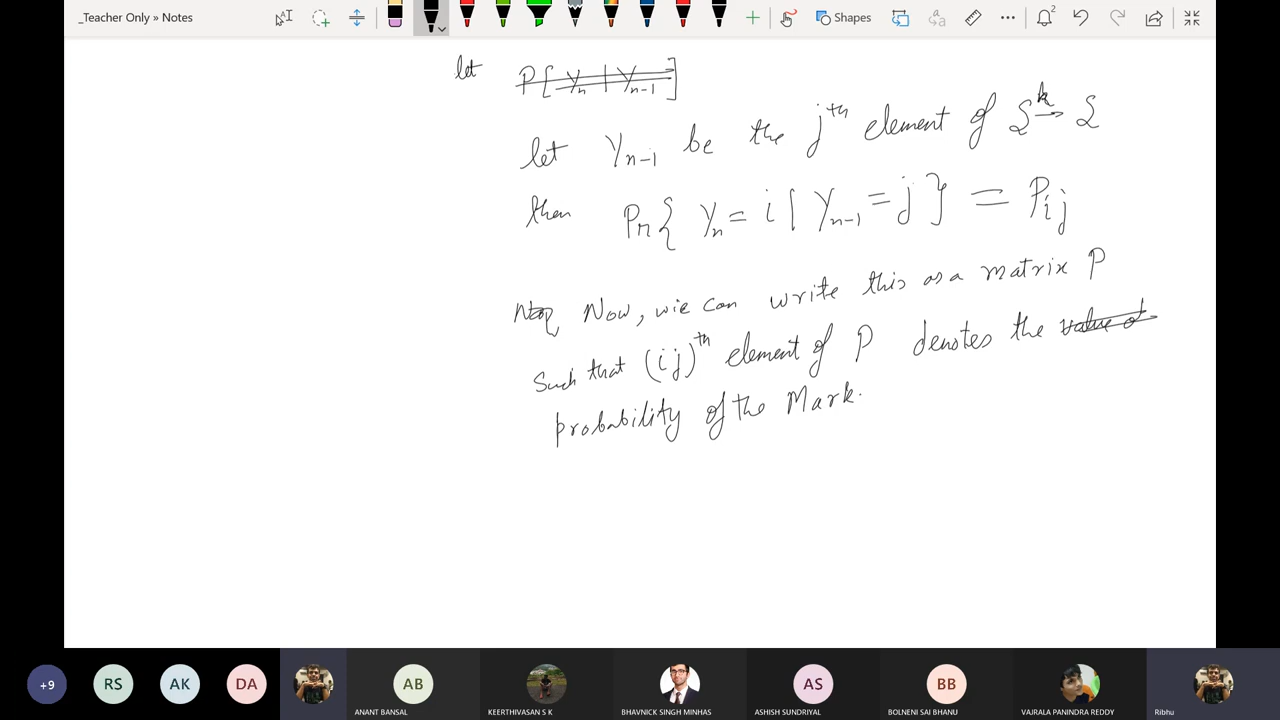 _Teacher Only » Notes
Shapes
2
let P[Yn | Yn-1]
let Yn-1 be the jth element of S k→ S
then Pr{ Yn = i | Yn-1 = j } = Pij
Now, we can write this as a matrix P
Such that (ij)th element of P denotes the value of
probability of the Mark.
+9
RS
AK
DA
AB
AS
BB
ANANT BANSAL
KEERTHIVASAN S K
BHAVNICK SINGH MINHAS
ASHISH SUNDRIYAL
BOLNENI SAI BHANU
VAJRALA PANINDRA REDDY
Ribhu